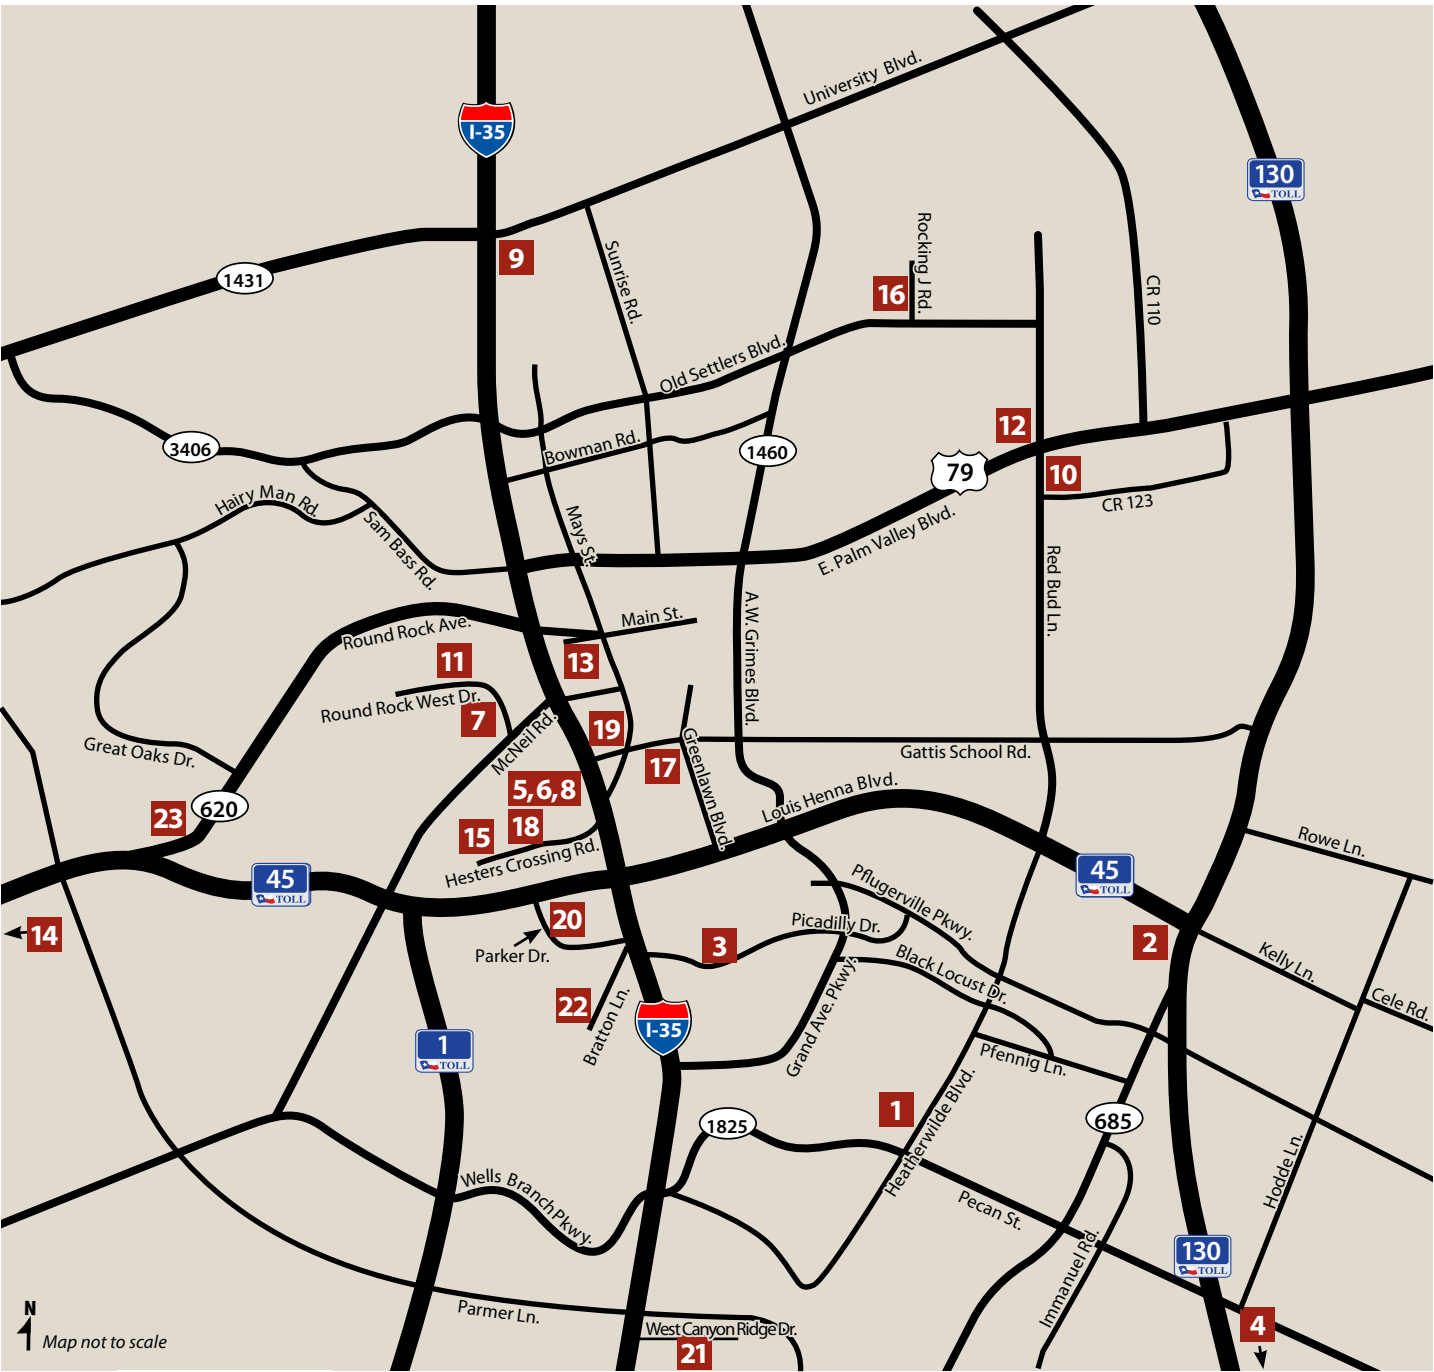 University Blvd.
I-35
130
TOLL
Rocking J Rd.
Sunrise Rd.
9
1431
16
CR 110
Old Settlers Blvd.
12
3406
Bowman Rd.
1460
79
10
CR 123
Hairy Man Rd.
Sam Bass Rd.
Mays St.
E. Palm Valley Blvd.
Red Bud Ln.
A.W. Grimes Blvd.
Main St.
Round Rock Ave.
11
13
Round Rock West Dr.
7
McNeil Rd.
19
Great Oaks Dr.
Greenlawn Blvd.
Gattis School Rd.
17
5,6,8
Louis Henna Blvd.
620
23
18
15
Hesters Crossing Rd.
Rowe Ln.
45
TOLL
45
TOLL
Pflugerville Pkwy.
14
20
Picadilly Dr.
3
2
Parker Dr.
Black Locust Dr.
Kelly Ln.
Cele Rd.
22
Bratton Ln.
I-35
Grand Ave. Pkwy.
1
TOLL
Pfennig Ln.
1
Heatherwilde Blvd.
1825
685
Hodde Ln.
Wells Branch Pkwy.
Pecan St.
Immanuel Rd.
130
TOLL
N
Map not to scale
Parmer Ln.
West Canyon Ridge Dr.
21
4